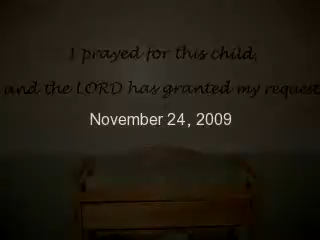 I prayed for this child,
and the LORD has granted my request
November 24, 2009